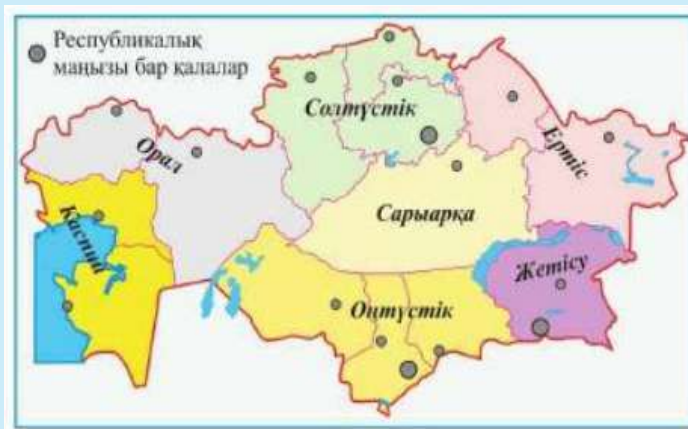 Республикалық
маңызы бар қалалар
Солтүстік
Ертіс
Орал
Сарыарқа
Каспий
Жетісу
Оңтүстік